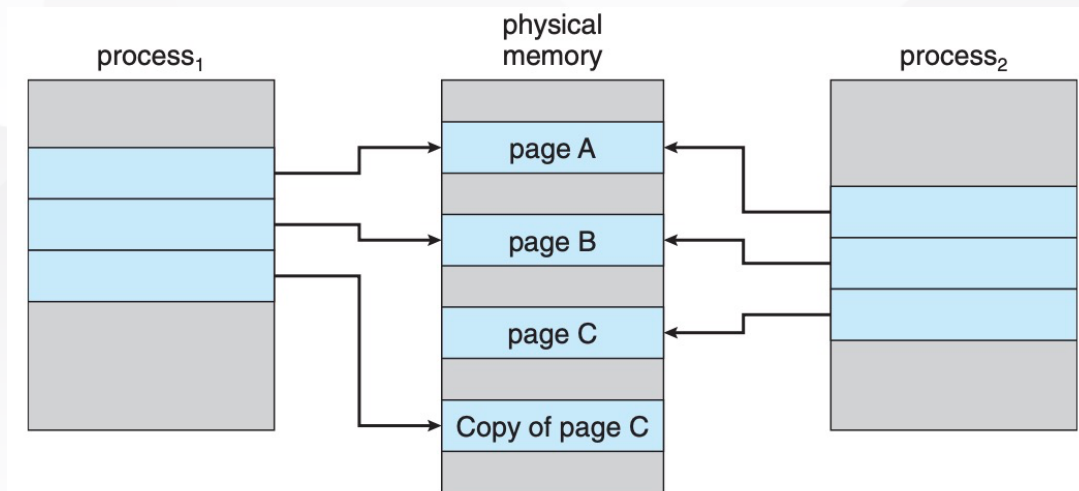 process₁
physical
memory
process₂
page A
page B
page C
Copy of page C